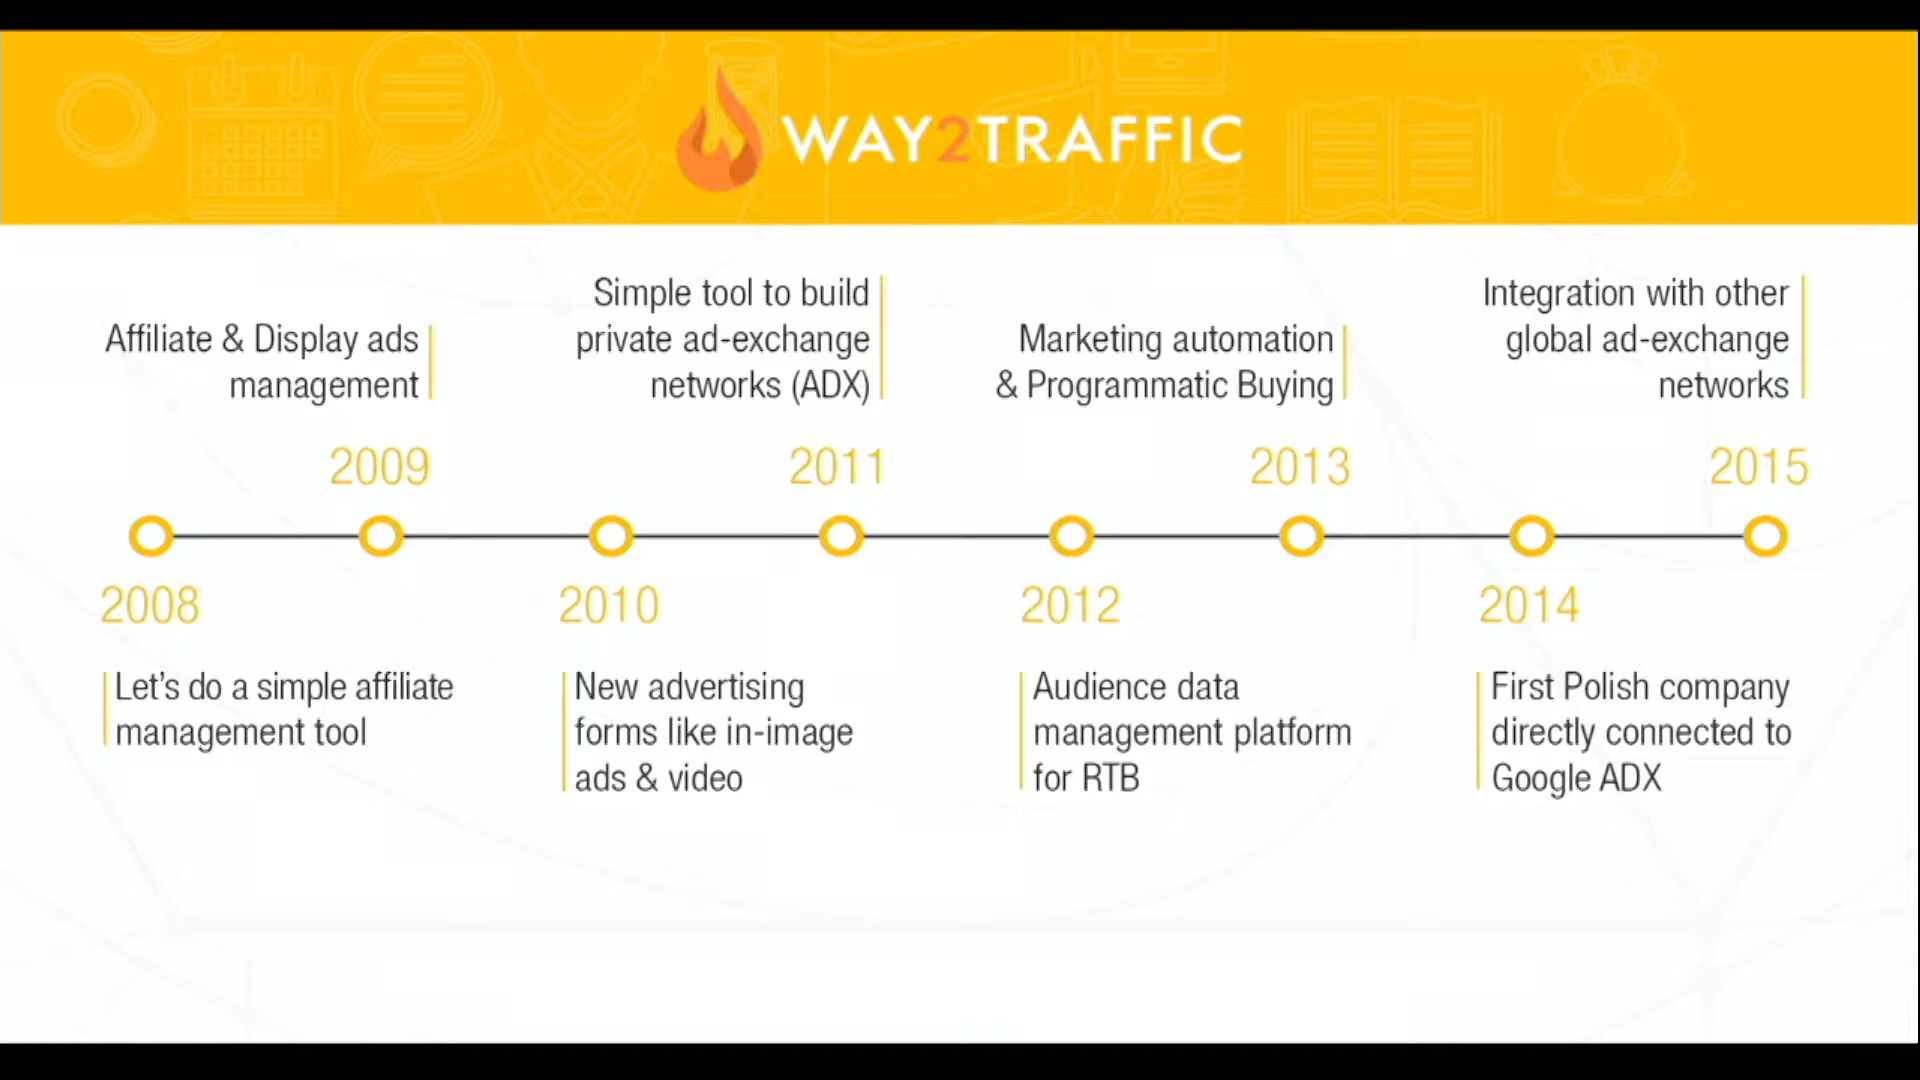 WAY2TRAFFIC
Affiliate & Display ads
management
2009
Simple tool to build
private ad-exchange
networks (ADX)
2011
Marketing automation
& Programmatic Buying
2013
Integration with other
global ad-exchange
networks
2015
2008
Let's do a simple affiliate
management tool
2010
New advertising
forms like in-image
ads & video
2012
Audience data
management platform
for RTB
2014
First Polish company
directly connected to
Google ADX